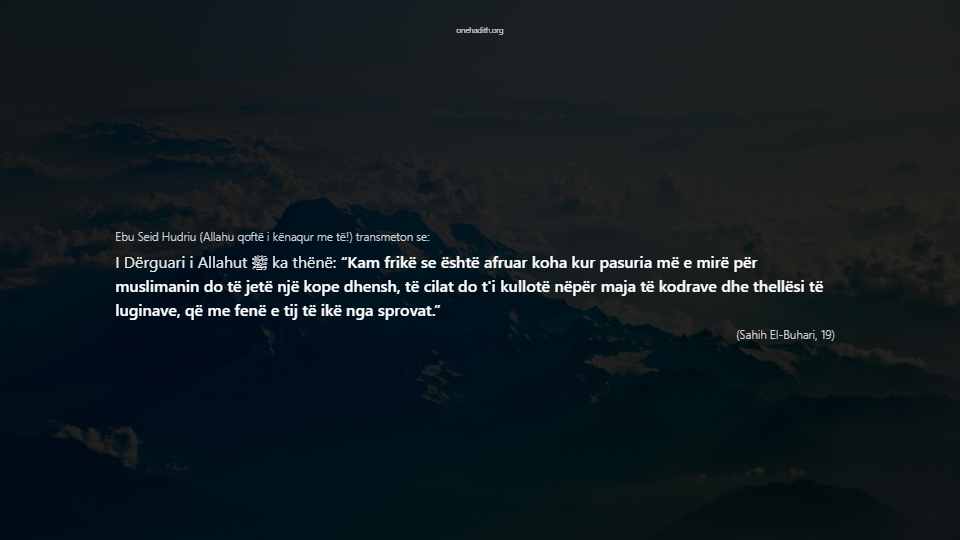 onehadith.org
Ebu Seid Hudriu (Allahu qoftë i kënaqur me të!) transmeton se:
I Dërguari i Allahut ﷺ ka thënë: “Kam frikë se është afruar koha kur pasuria më e mirë për
muslimanin do të jetë një kope dhensh, të cilat do t'i kullotë nëpër maja të kodrave dhe thellësi të
luginave, që me fenë e tij të ikë nga sprovat.”
(Sahih El-Buhari, 19)